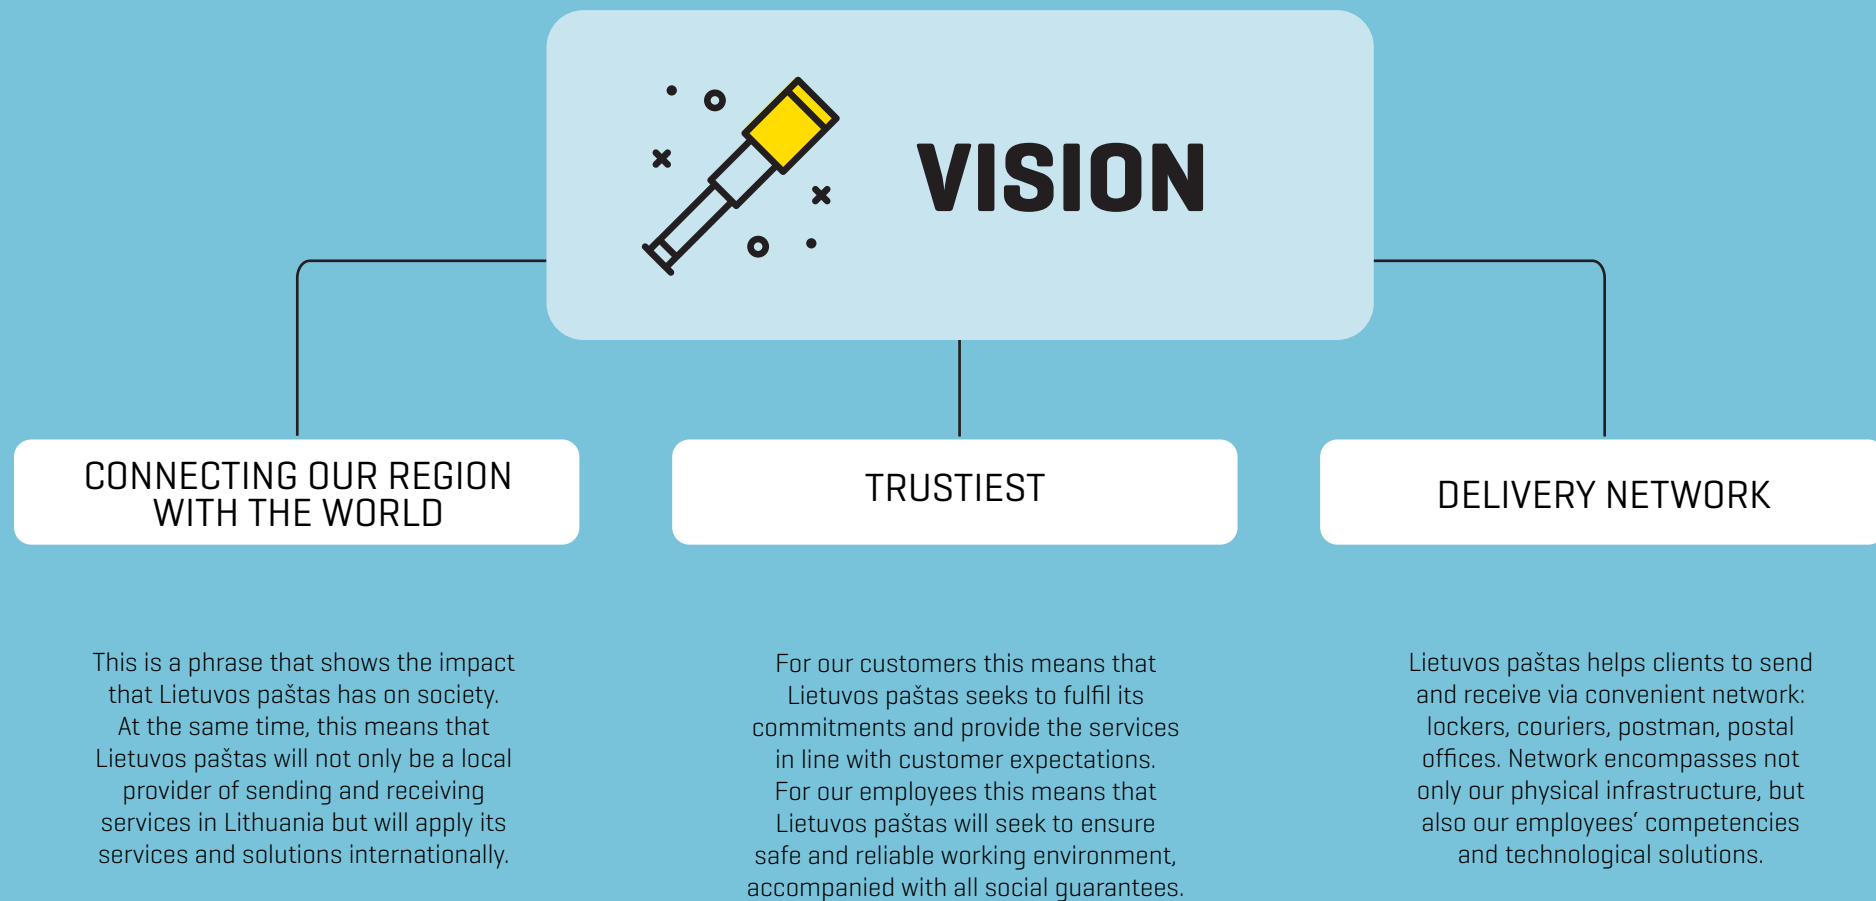 VISION
CONNECTING OUR REGION
WITH THE WORLD
This is a phrase that shows the impact
that Lietuvos paštas has on society.
At the same time, this means that
Lietuvos paštas will not only be a local
provider of sending and receiving
services in Lithuania but will apply its
services and solutions internationally.
TRUSTIEST
For our customers this means that
Lietuvos paštas seeks to fulfil its
commitments and provide the services
in line with customer expectations.
For our employees this means that
Lietuvos paštas will seek to ensure
safe and reliable working environment,
accompanied with all social guarantees.
DELIVERY NETWORK
Lietuvos paštas helps clients to send
and receive via convenient network:
lockers, couriers, postman, postal
offices. Network encompasses not
only our physical infrastructure, but
also our employees‘ competencies
and technological solutions.